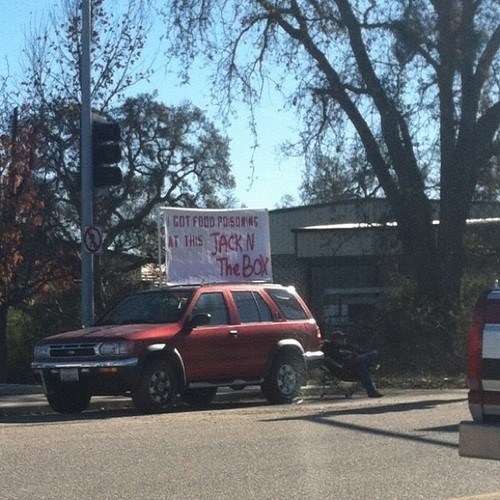 I GOT FOOD POISONING
AT THIS JACK N
The BOX